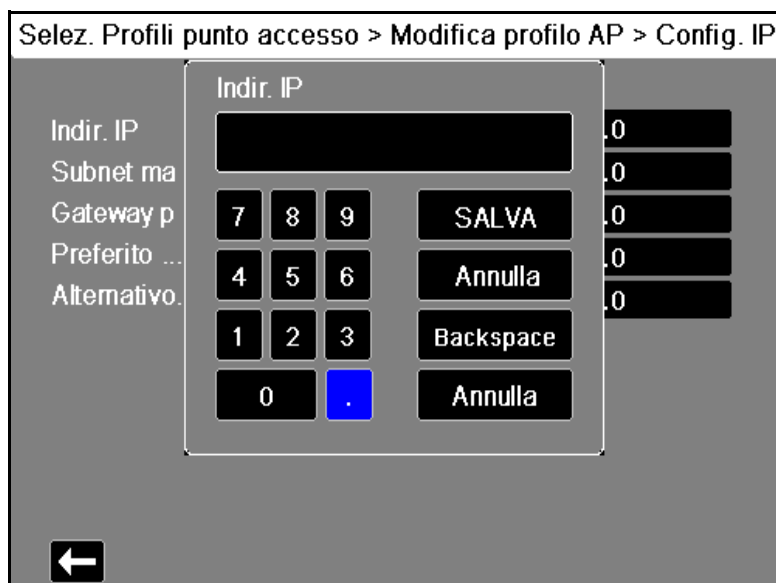 Selez. Profili punto accesso > Modifica profilo AP > Config. IP
Indir. IP
Indir. IP .0
Subnet ma .0
Gateway p .0
Preferito ... .0
Alternativo. .0
7 8 9 SALVA
4 5 6 Annulla
1 2 3 Backspace
0 . Annulla